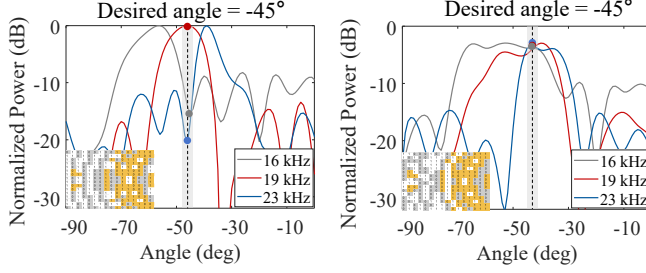 Desired angle = -45°
Normalized Power (dB)
0
-10
-20
-30
16 kHz
19 kHz
23 kHz
-90
-70
-50
-30
-10
Angle (deg)
Desired angle = -45°
Normalized Power (dB)
0
-10
-20
-30
16 kHz
19 kHz
23 kHz
-90
-70
-50
-30
-10
Angle (deg)